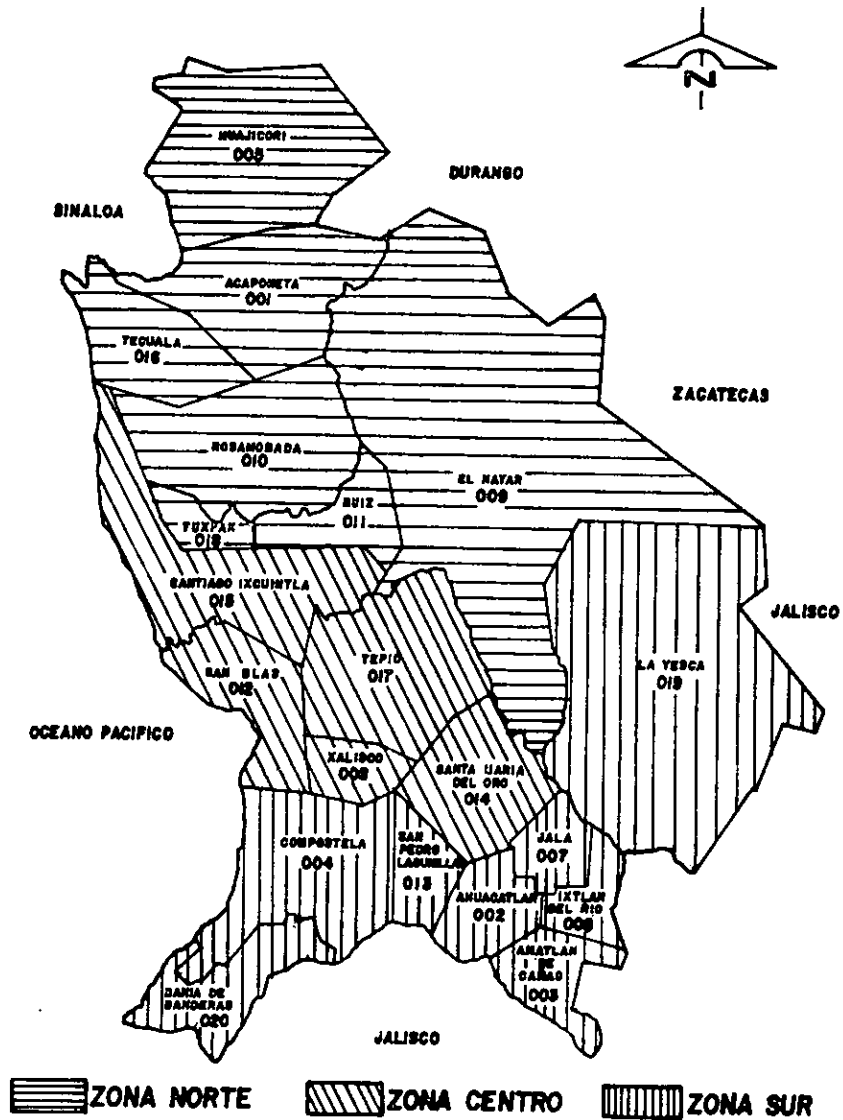 N
HUAJICORI
005
DURANGO
SINALOA
ACAPONETA
001
TECUALA
016
ZACATECAS
ROSAMORADA
010
EL NAYAR
009
RUIZ
011
TUXPAN
018
SANTIAGO IXCUINTLA
015
JALISCO
TEPIC
017
LA YESCA
019
SAN BLAS
012
OCEANO PACIFICO
XALISCO
008
SANTA MARIA
DEL ORO
014
COMPOSTELA
004
SAN
PEDRO
LAGUNILLAS
013
JALA
007
AHUACATLAN
002
IXTLAN
DEL RIO
006
AMATLAN
DE
CAÑAS
003
BAHIA DE
BANDERAS
020
JALISCO
ZONA NORTE
ZONA CENTRO
ZONA SUR